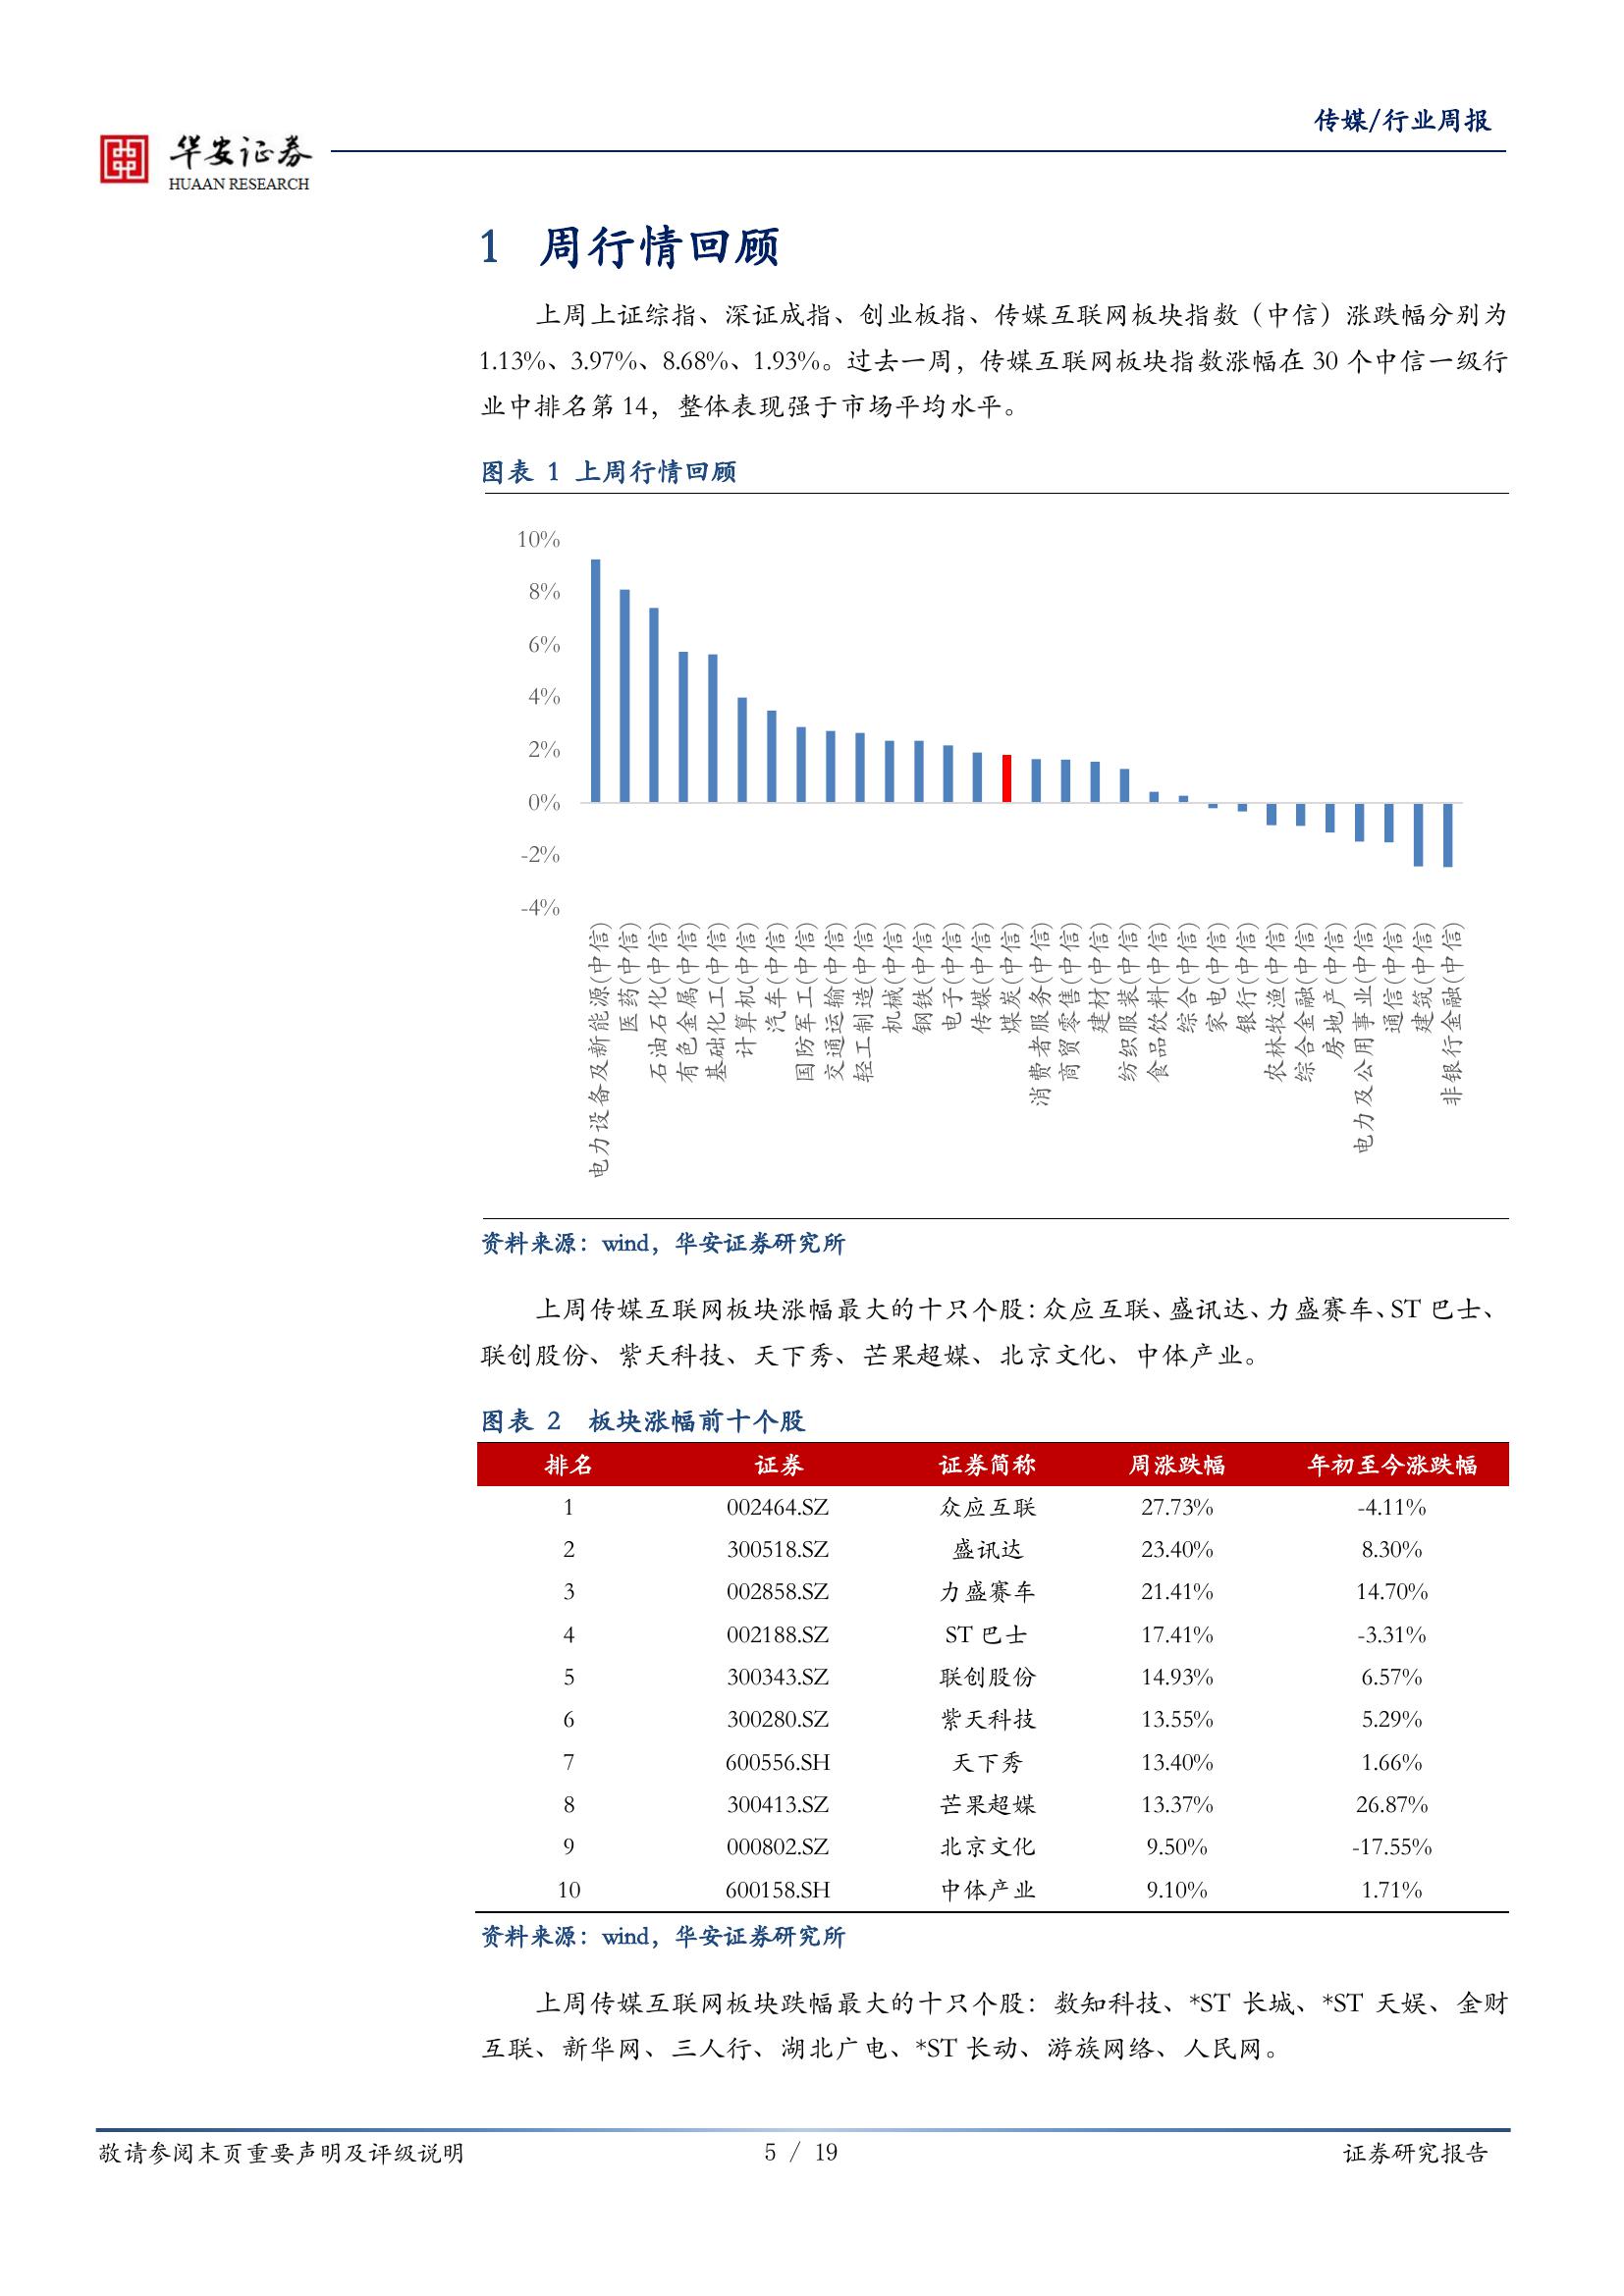 传媒/行业周报
华安证券
HUAAN RESEARCH
1 周行情回顾
上周上证综指、深证成指、创业板指、传媒互联网板块指数（中信）涨跌幅分别为
1.13%、3.97%、8.68%、1.93%。过去一周，传媒互联网板块指数涨幅在 30 个中信一级行
业中排名第 14，整体表现强于市场平均水平。
图表 1 上周行情回顾
10%
8%
6%
4%
2%
0%
-2%
-4%
电力设备及新能源(中信)
医药(中信)
石油石化(中信)
有色金属(中信)
基础化工(中信)
计算机(中信)
汽车(中信)
国防军工(中信)
交通运输(中信)
轻工制造(中信)
机械(中信)
钢铁(中信)
电子(中信)
传媒(中信)
煤炭(中信)
消费者服务(中信)
商贸零售(中信)
建材(中信)
纺织服装(中信)
食品饮料(中信)
综合(中信)
家电(中信)
银行(中信)
农林牧渔(中信)
综合金融(中信)
房地产(中信)
电力及公用事业(中信)
通信(中信)
建筑(中信)
非银行金融(中信)
资料来源：wind，华安证券研究所
上周传媒互联网板块涨幅最大的十只个股：众应互联、盛讯达、力盛赛车、ST 巴士、
联创股份、紫天科技、天下秀、芒果超媒、北京文化、中体产业。
图表 2 板块涨幅前十个股
排名 证券 证券简称 周涨跌幅 年初至今涨跌幅
1 002464.SZ 众应互联 27.73% -4.11%
2 300518.SZ 盛讯达 23.40% 8.30%
3 002858.SZ 力盛赛车 21.41% 14.70%
4 002188.SZ ST 巴士 17.41% -3.31%
5 300343.SZ 联创股份 14.93% 6.57%
6 300280.SZ 紫天科技 13.55% 5.29%
7 600556.SH 天下秀 13.40% 1.66%
8 300413.SZ 芒果超媒 13.37% 26.87%
9 000802.SZ 北京文化 9.50% -17.55%
10 600158.SH 中体产业 9.10% 1.71%
资料来源：wind，华安证券研究所
上周传媒互联网板块跌幅最大的十只个股：数知科技、*ST 长城、*ST 天娱、金财
互联、新华网、三人行、湖北广电、*ST 长动、游族网络、人民网。
敬请参阅末页重要声明及评级说明 5 / 19 证券研究报告